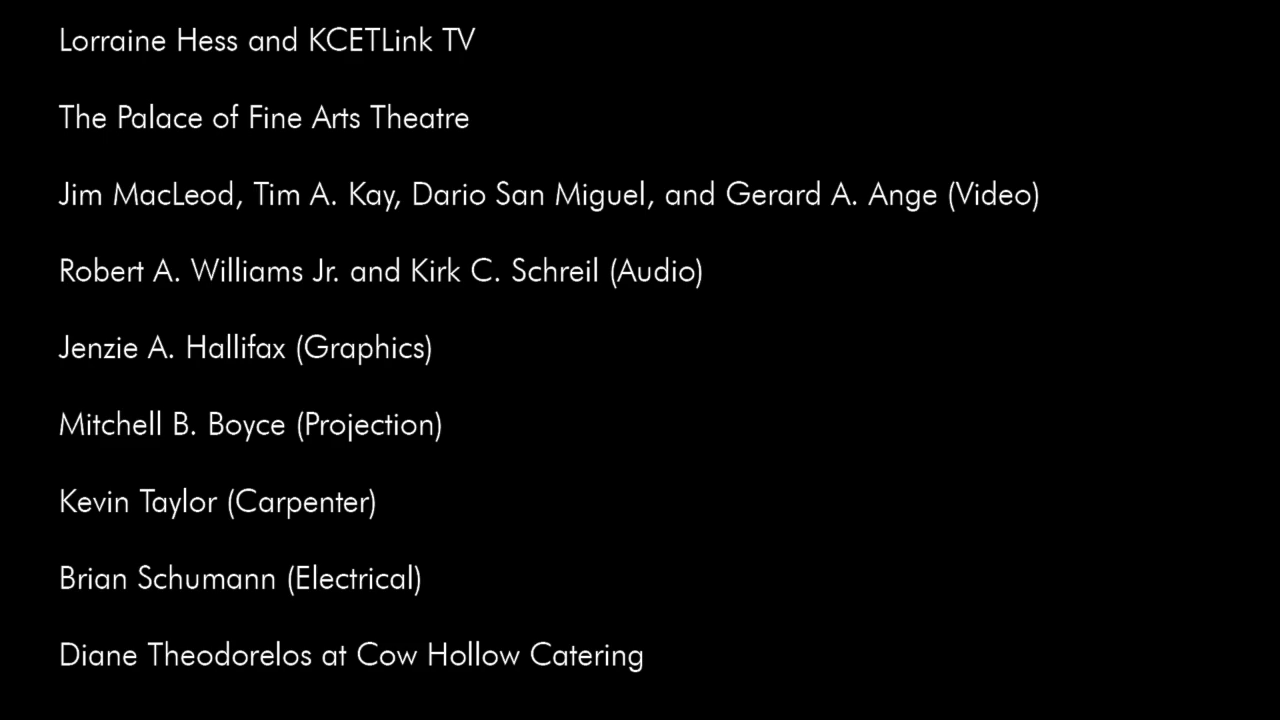 Lorraine Hess and KCETLink TV
The Palace of Fine Arts Theatre
Jim MacLeod, Tim A. Kay, Dario San Miguel, and Gerard A. Ange (Video)
Robert A. Williams Jr. and Kirk C. Schreil (Audio)
Jenzie A. Hallifax (Graphics)
Mitchell B. Boyce (Projection)
Kevin Taylor (Carpenter)
Brian Schumann (Electrical)
Diane Theodorelos at Cow Hollow Catering